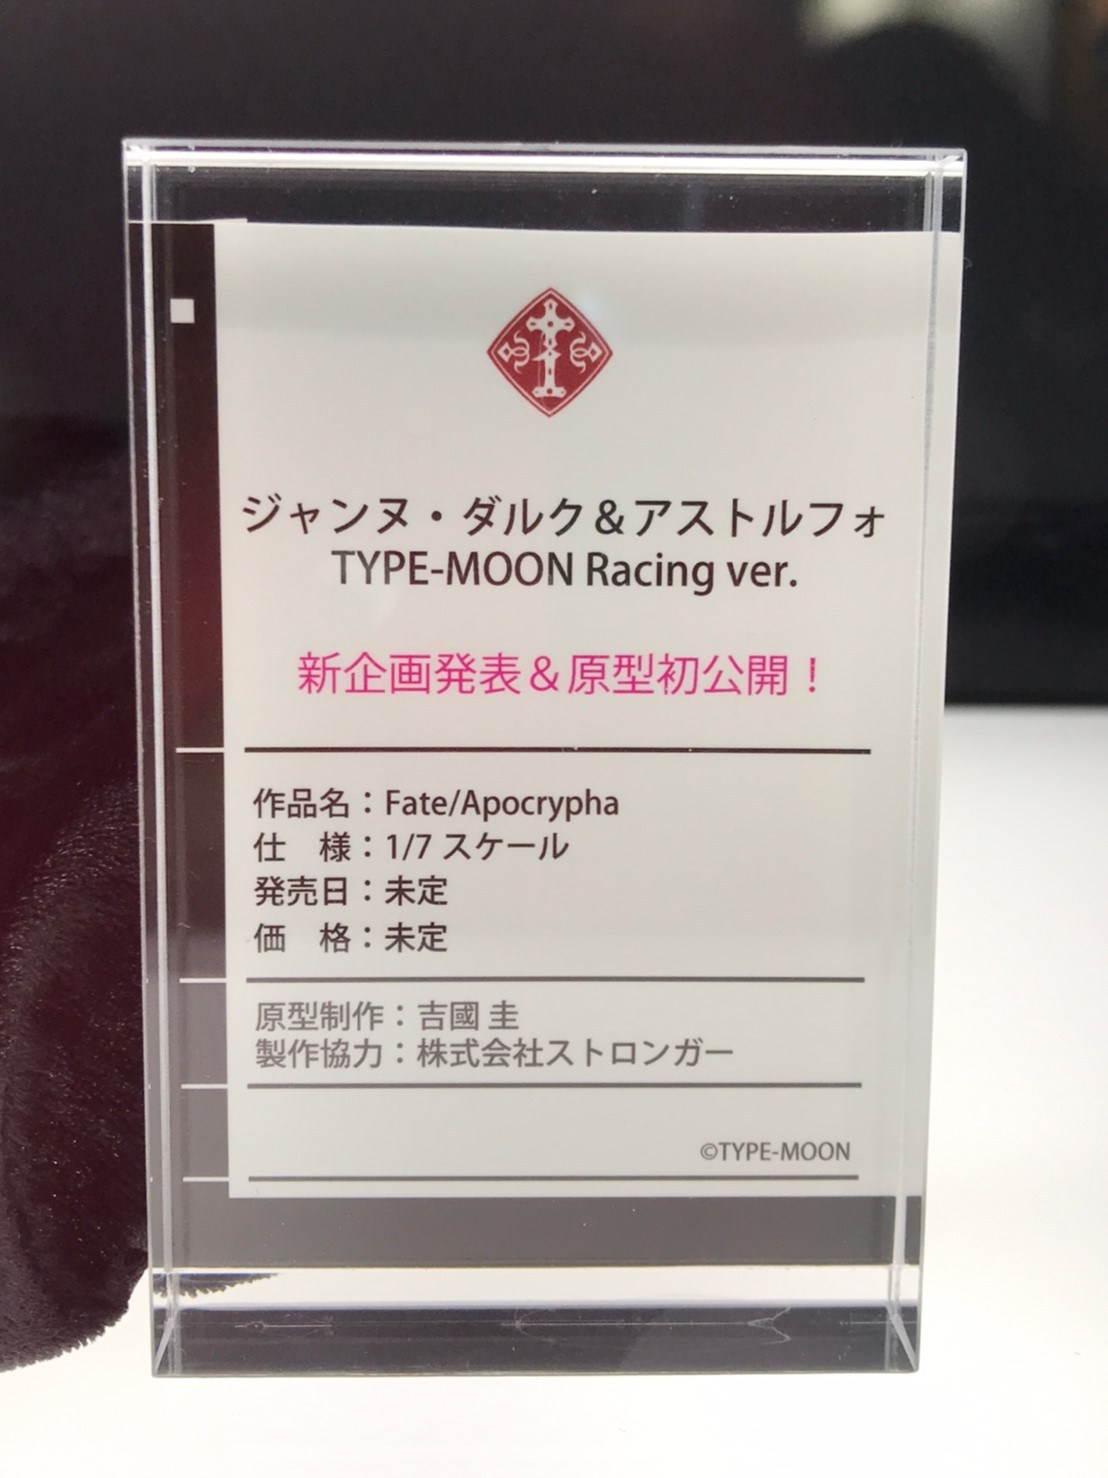 ジャンヌ・ダルク＆アストルフォ
TYPE-MOON Racing ver.
新企画発表＆原型初公開！
作品名：Fate/Apocrypha
仕　様：1/7 スケール
発売日：未定
価　格：未定
原型制作：吉國 圭
製作協力：株式会社ストロンガー
©TYPE-MOON